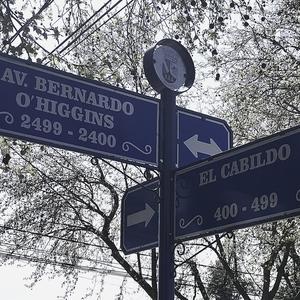 AV. BERNARDO
O'HIGGINS
2499 - 2400
EL CABILDO
400 - 499